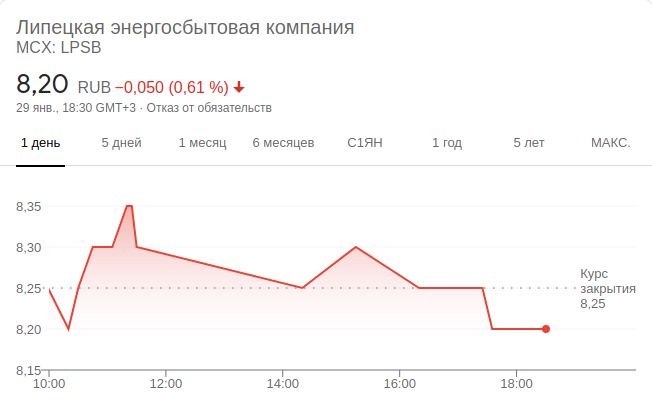 Липецкая энергосбытовая компания
MCX: LPSB
8,20 RUB −0,050 (0,61 %)
29 янв., 18:30 GMT+3 · Отказ от обязательств
1 день 5 дней 1 месяц 6 месяцев С1ЯН 1 год 5 лет МАКС.
8,35
8,30
Курс
8,25 закрытия
8,25
8,20
8,15
10:00 12:00 14:00 16:00 18:00